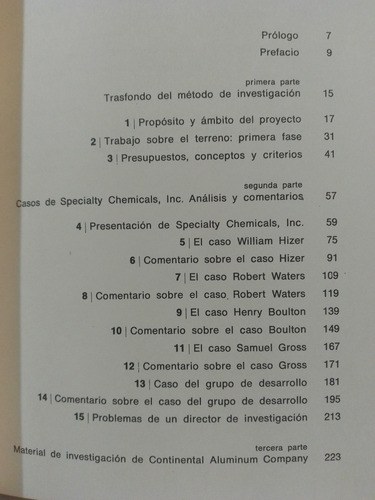 Prólogo 7
Prefacio 9
primera parte
Trasfondo del método de investigación 15
1 | Propósito y ámbito del proyecto 17
2 | Trabajo sobre el terreno: primera fase 31
3 | Presupuestos, conceptos y criterios 41
segunda parte
Casos de Specialty Chemicals, Inc. Análisis y comentarios 57
4 | Presentación de Specialty Chemicals, Inc. 59
5 | El caso William Hizer 75
6 | Comentario sobre el caso Hizer 91
7 | El caso Robert Waters 109
8 | Comentario sobre el caso Robert Waters 119
9 | El caso Henry Boulton 139
10 | Comentario sobre el caso Boulton 149
11 | El caso Samuel Gross 167
12 | Comentario sobre el caso Gross 171
13 | Caso del grupo de desarrollo 181
14 | Comentario sobre el caso del grupo de desarrollo 195
15 | Problemas de un director de investigación 213
tercera parte
Material de investigación de Continental Aluminum Company 223